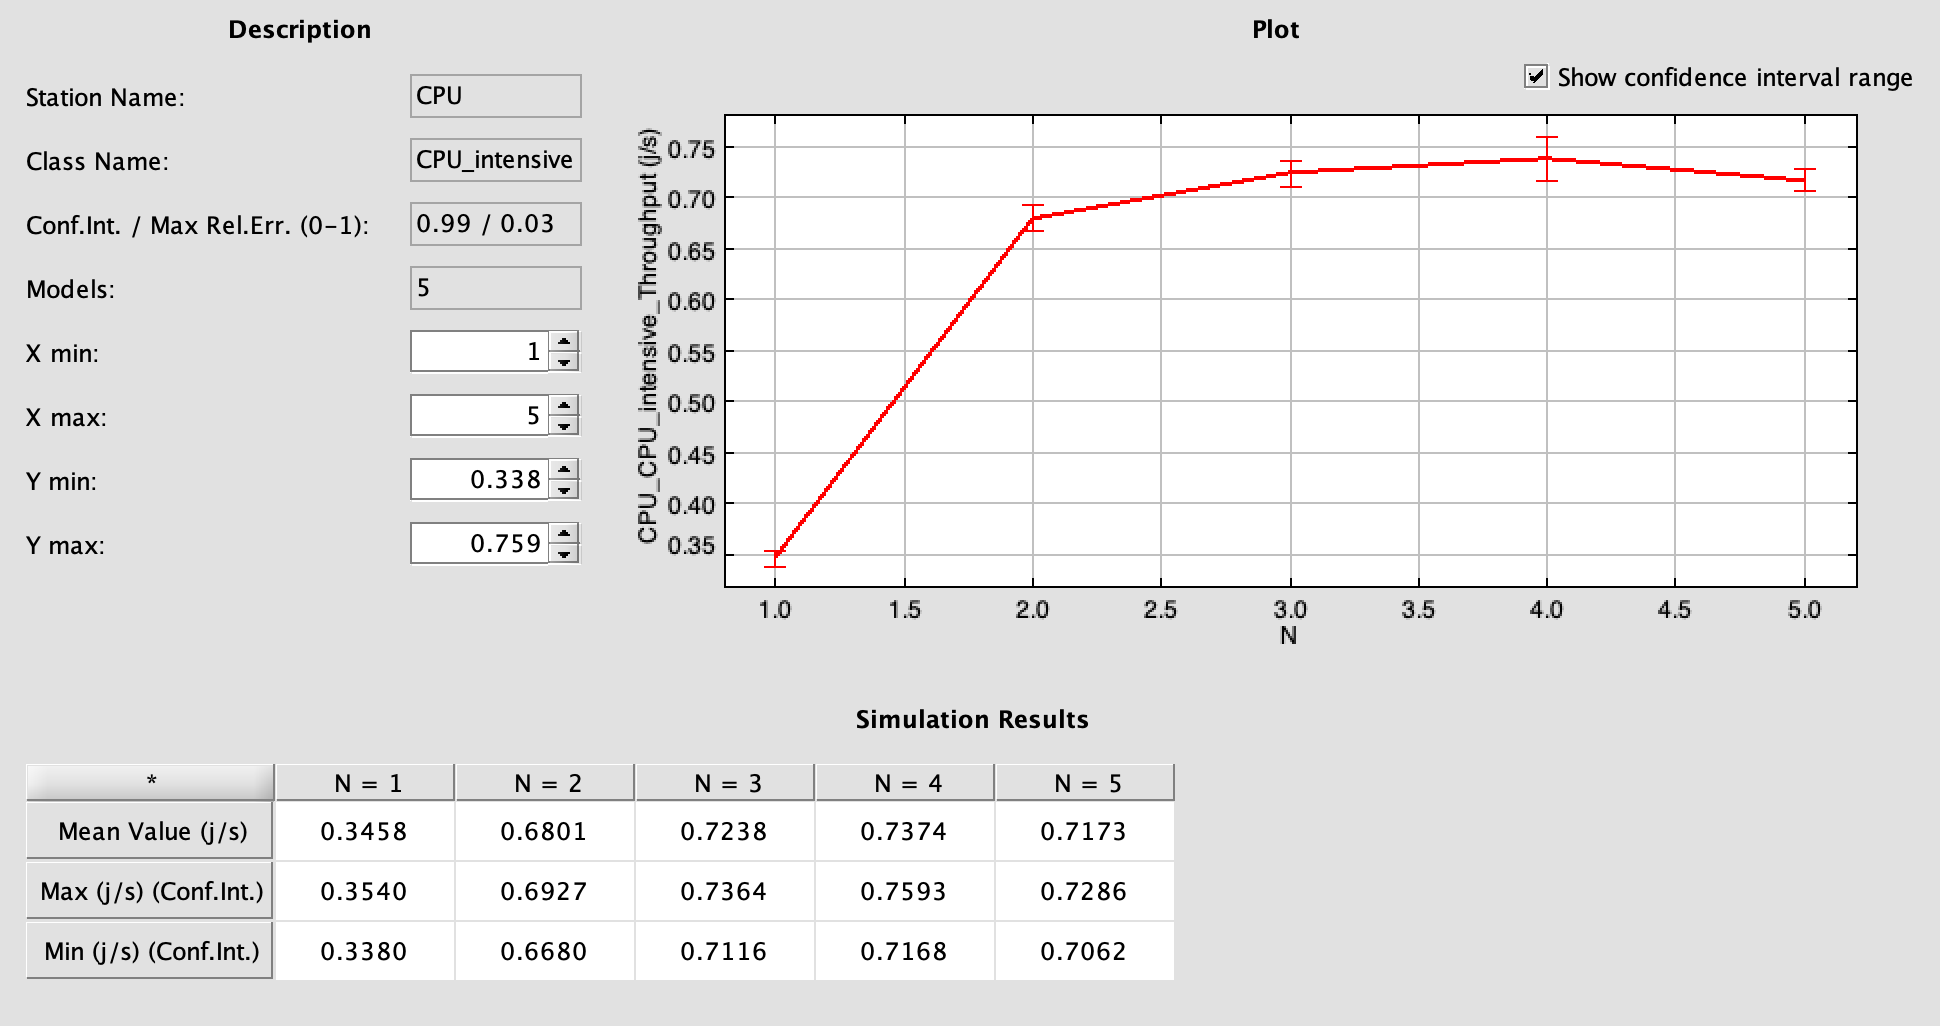 Description
Station Name: CPU
Class Name: CPU_intensive
Conf.Int. / Max Rel.Err. (0-1): 0.99 / 0.03
Models: 5
X min: 1
X max: 5
Y min: 0.338
Y max: 0.759
Plot
Show confidence interval range
CPU_CPU_intensive_Throughput (j/s)
0.75
0.70
0.65
0.60
0.55
0.50
0.45
0.40
0.35
1.0 1.5 2.0 2.5 3.0 3.5 4.0 4.5 5.0
N
Simulation Results
* N = 1 N = 2 N = 3 N = 4 N = 5
Mean Value (j/s) 0.3458 0.6801 0.7238 0.7374 0.7173
Max (j/s) (Conf.Int.) 0.3540 0.6927 0.7364 0.7593 0.7286
Min (j/s) (Conf.Int.) 0.3380 0.6680 0.7116 0.7168 0.7062